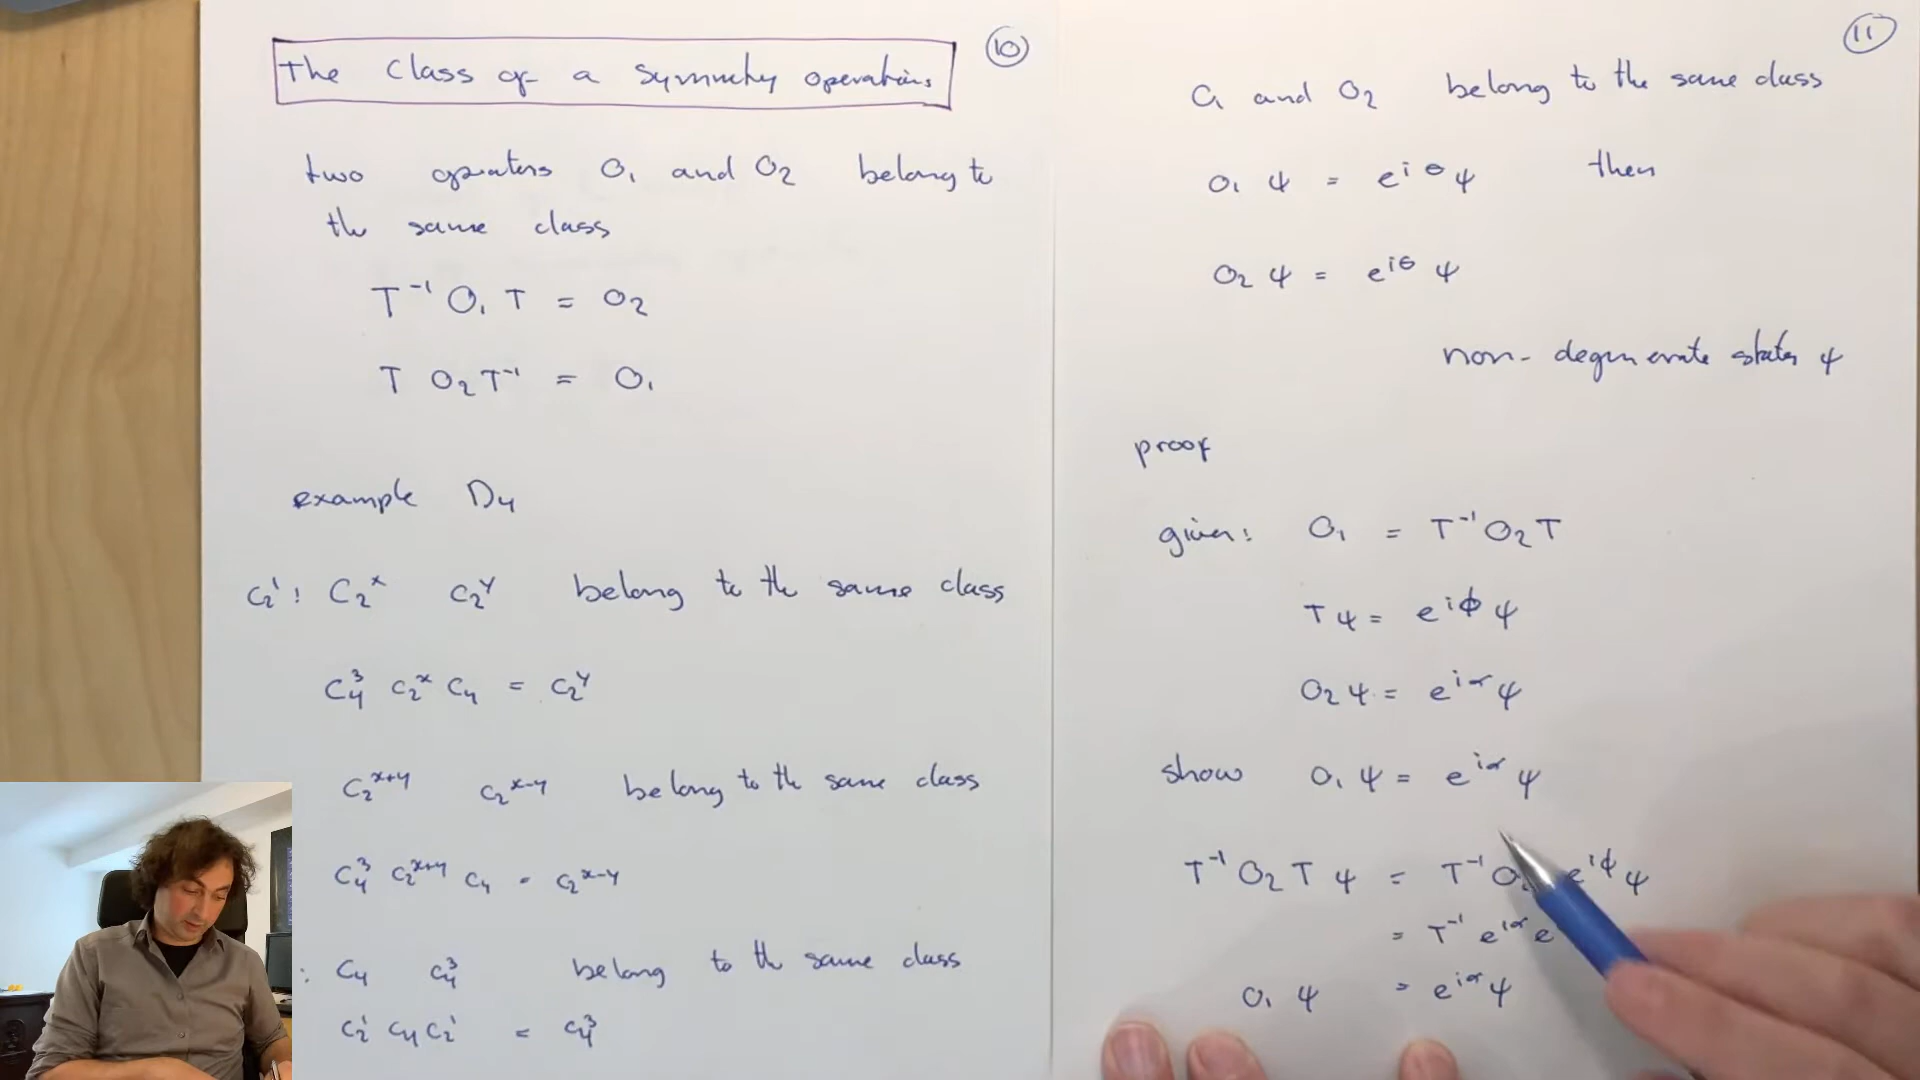 10
The Class of a symmetry operations
two operators O₁ and O₂ belong to
the same class
T⁻¹ O₁ T = O₂
T O₂ T⁻¹ = O₁
example D₄
C₂' : C₂ˣ C₂ʸ belong to the same class
C₄³ C₂ˣ C₄ = C₂ʸ
C₂ˣ⁺ʸ C₂ˣ⁻ʸ belong to the same class
C₄³ C₂ˣ⁺ʸ C₄ = C₂ˣ⁻ʸ
: C₄ C₄³ belong to the same class
C₂' C₄ C₂' = C₄³
11
O₁ and O₂ belong to the same class
O₁ ψ = e^{iθ} ψ then
O₂ ψ = e^{iθ} ψ
non-degenerate states ψ
proof
given: O₁ = T⁻¹ O₂ T
T ψ = e^{iϕ} ψ
O₂ ψ = e^{iα} ψ
show O₁ ψ = e^{iα} ψ
T⁻¹ O₂ T ψ = T⁻¹ O₂ e^{iϕ} ψ
= T⁻¹ e^{iα} e
O₁ ψ = e^{iα} ψ